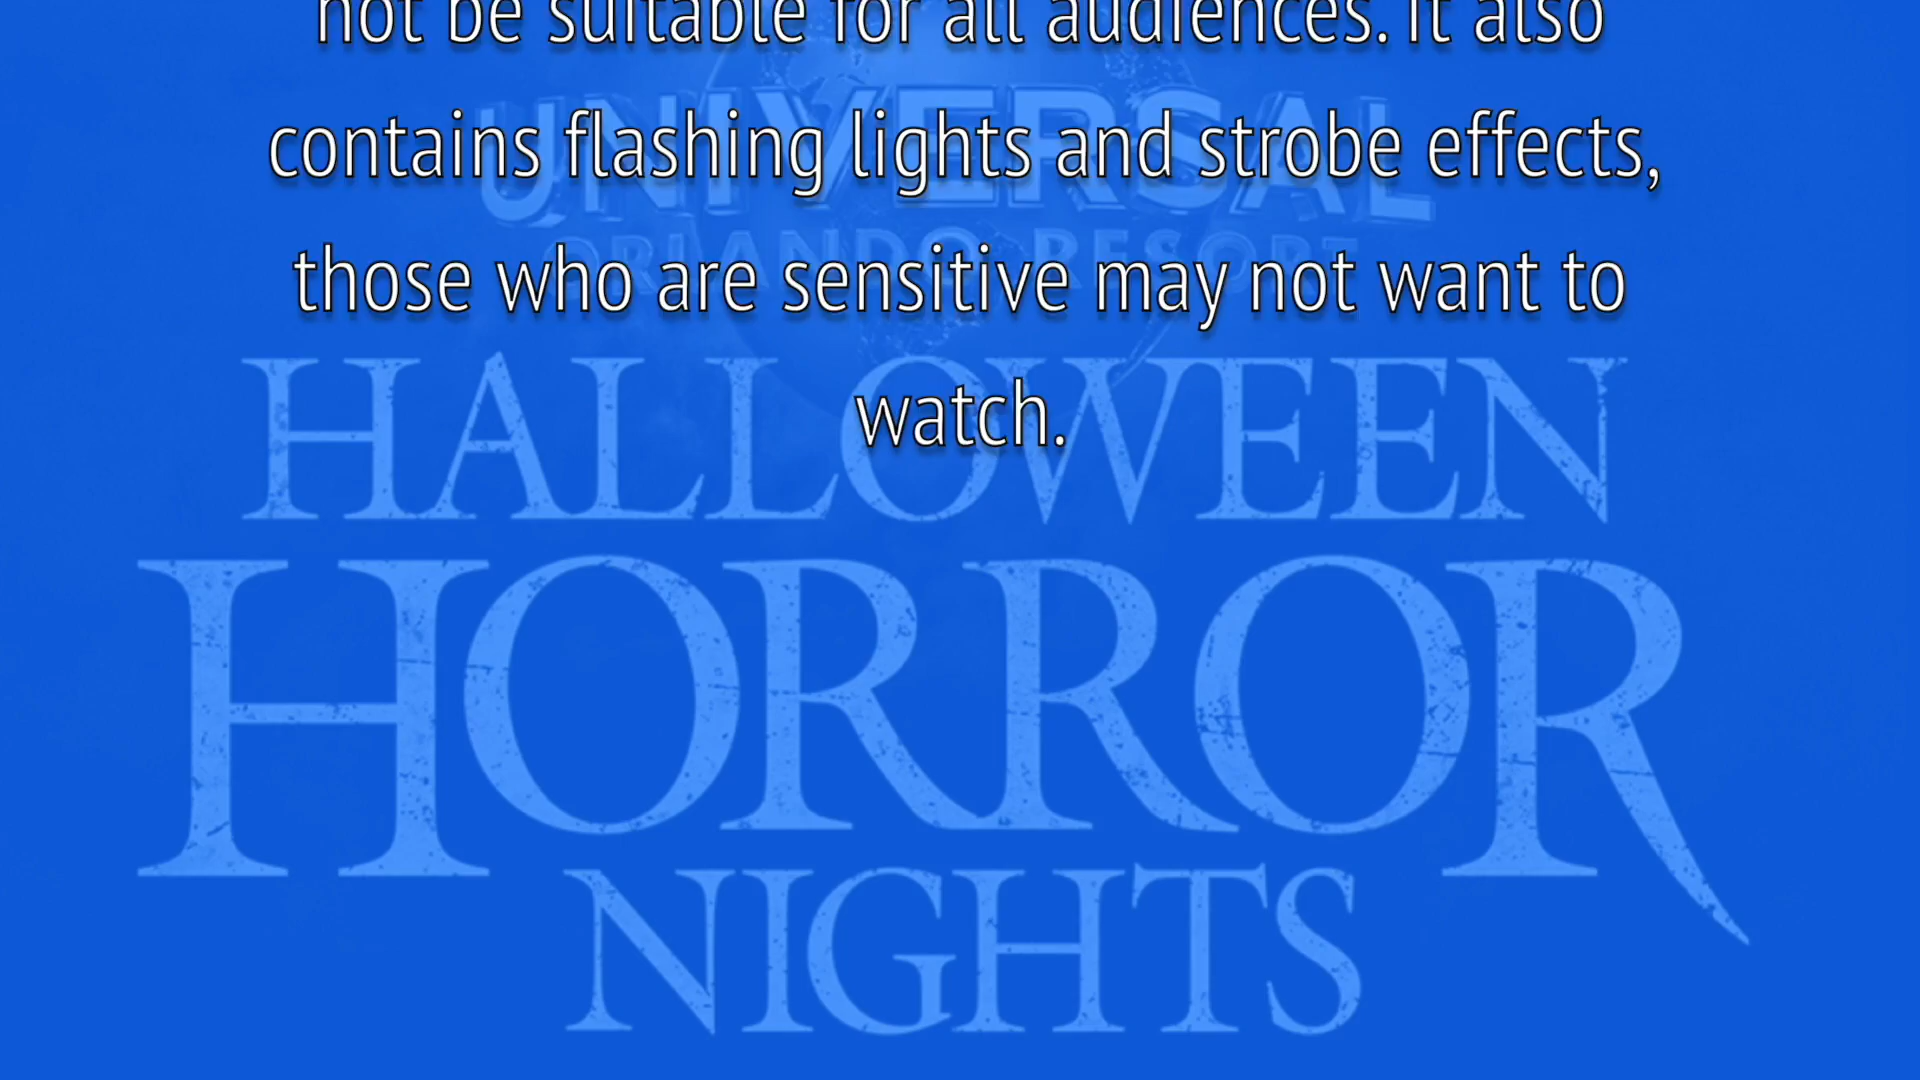 not be suitable for all audiences. It also
UNIVERSAL
contains flashing lights and strobe effects,
ORLANDO RESORT
those who are sensitive may not want to
HALLOWEEN
watch.
HORROR
NIGHTS